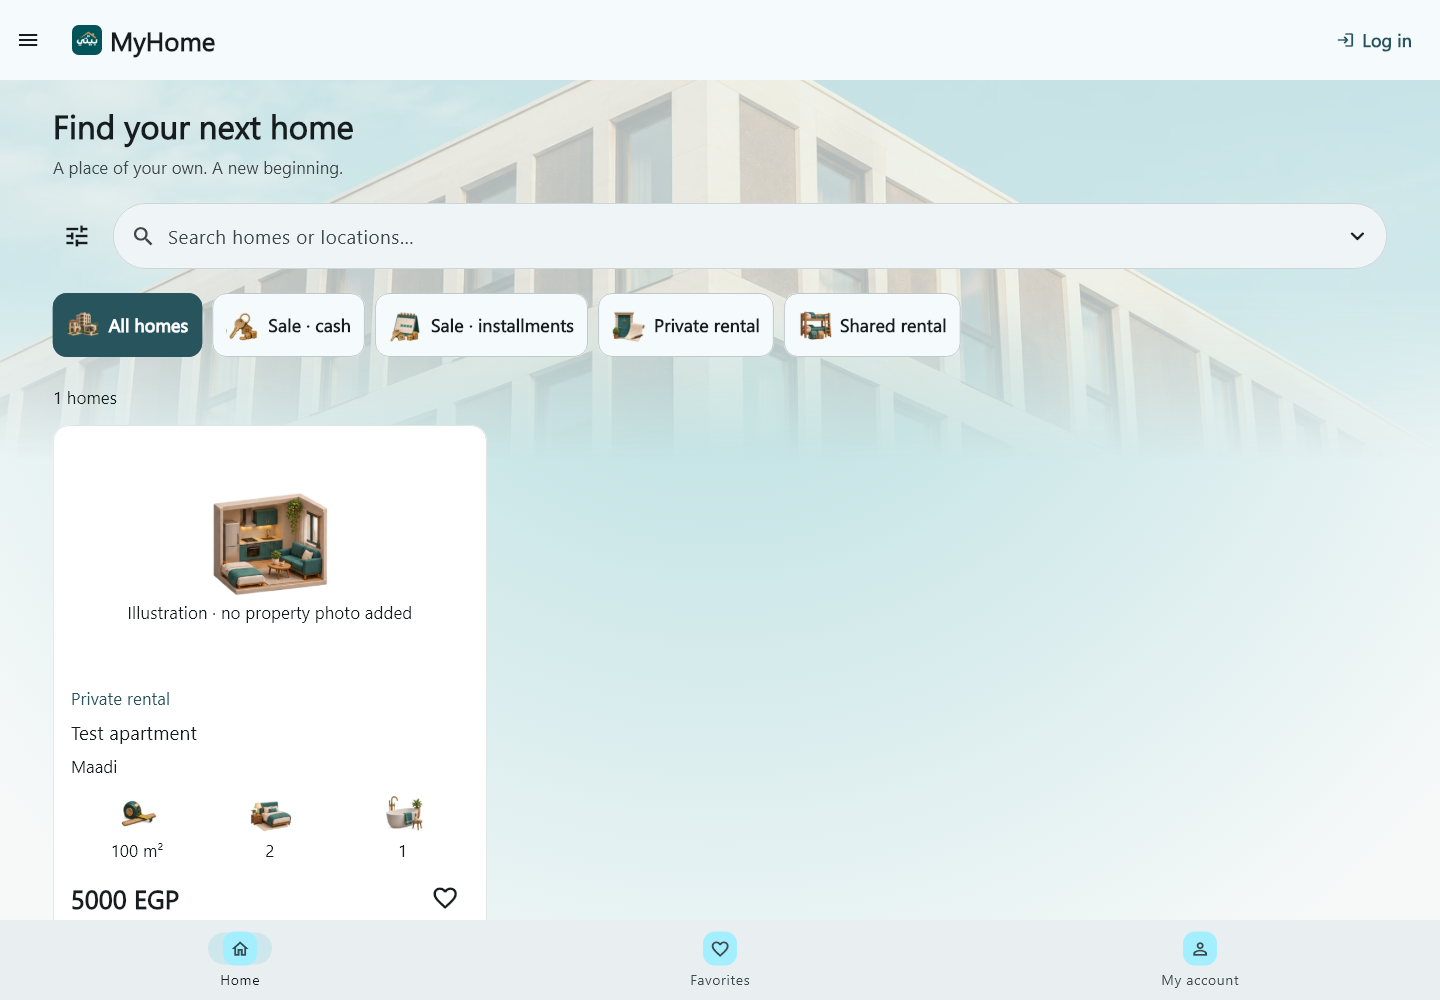 بيتي
MyHome
Log in
Find your next home
A place of your own. A new beginning.
Search homes or locations...
All homes
Sale · cash
Sale · installments
Private rental
Shared rental
1 homes
Illustration · no property photo added
Private rental
Test apartment
Maadi
100 m²
2
1
5000 EGP
Home
Favorites
My account